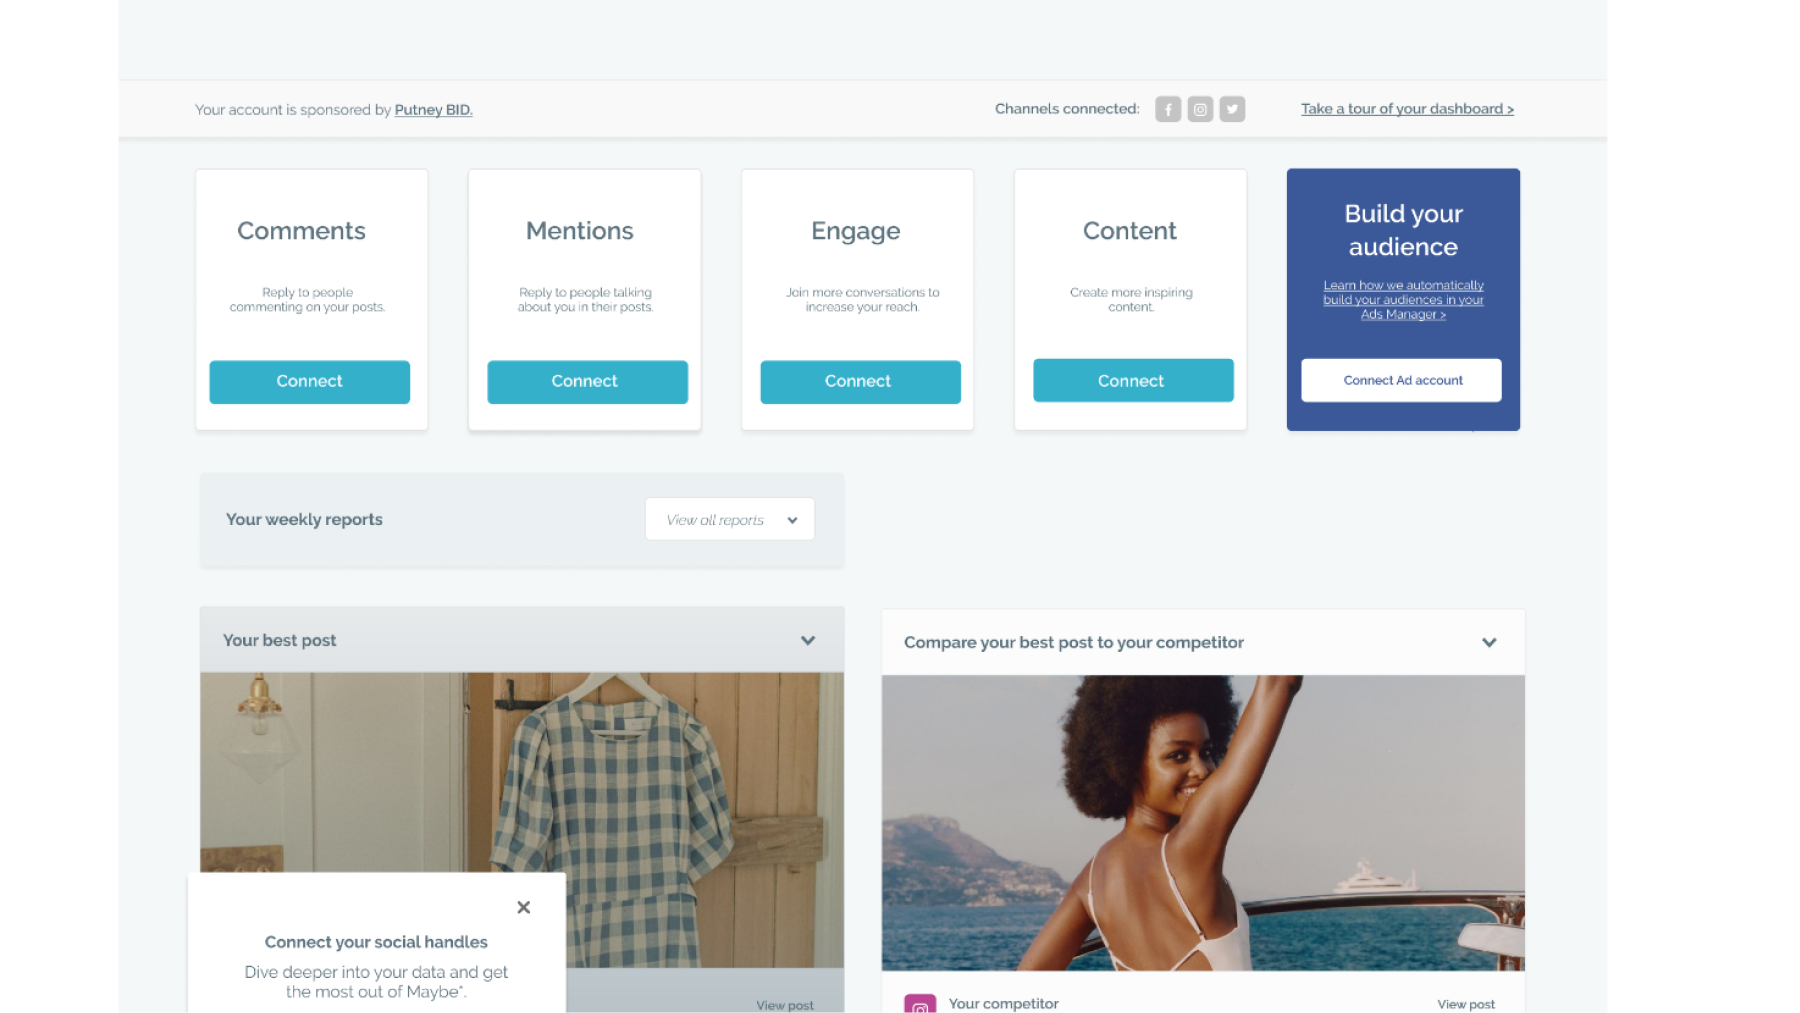 Your account is sponsored by Putney BID.
Channels connected:
Take a tour of your dashboard >
Comments
Reply to people
commenting on your posts.
Connect
Mentions
Reply to people talking
about you in their posts.
Connect
Engage
Join more conversations to
increase your reach.
Connect
Content
Create more inspiring
content.
Connect
Build your
audience
Learn how we automatically
build your audiences in your
Ads Manager >
Connect Ad account
Your weekly reports
View all reports
Your best post
Compare your best post to your competitor
Connect your social handles
Dive deeper into your data and get
the most out of Maybe*.
View post
Your competitor
View post